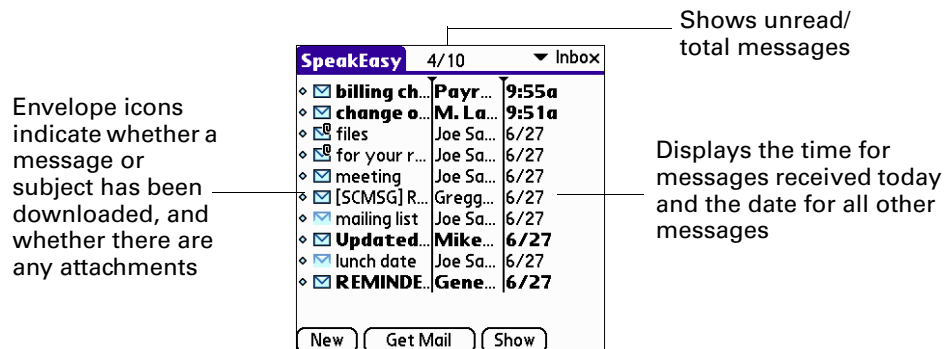 Shows unread/
total messages
SpeakEasy 4/10 Inbox
billing ch... Payr... 9:55a
change o... M. La... 9:51a
files Joe Sa... 6/27
for your r... Joe Sa... 6/27
meeting Joe Sa... 6/27
[SCMSG] R... Gregg... 6/27
mailing list Joe Sa... 6/27
Updated... Mike... 6/27
lunch date Joe Sa... 6/27
REMINDE... Gene... 6/27
New Get Mail Show
Envelope icons
indicate whether a
message or
subject has been
downloaded, and
whether there are
any attachments
Displays the time for
messages received today
and the date for all other
messages